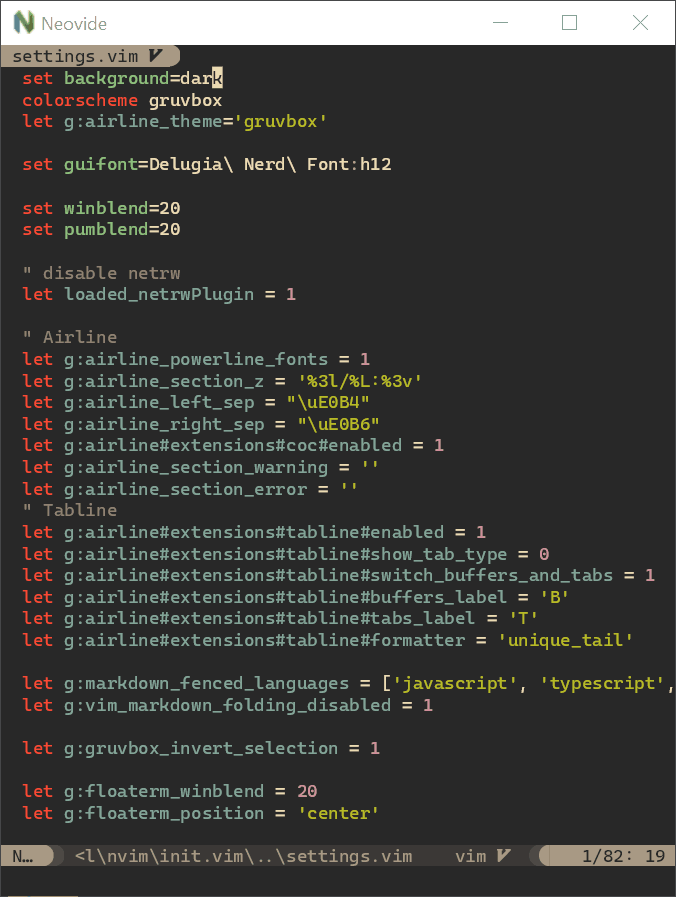 Neovide
settings.vim
set background=dark
colorscheme gruvbox
let g:airline_theme='gruvbox'
set guifont=Delugia\ Nerd\ Font:h12
set winblend=20
set pumblend=20
" disable netrw
let loaded_netrwPlugin = 1
" Airline
let g:airline_powerline_fonts = 1
let g:airline_section_z = '%3l/%L:%3v'
let g:airline_left_sep = "\uE0B4"
let g:airline_right_sep = "\uE0B6"
let g:airline#extensions#coc#enabled = 1
let g:airline_section_warning = ''
let g:airline_section_error = ''
" Tabline
let g:airline#extensions#tabline#enabled = 1
let g:airline#extensions#tabline#show_tab_type = 0
let g:airline#extensions#tabline#switch_buffers_and_tabs = 1
let g:airline#extensions#tabline#buffers_label = 'B'
let g:airline#extensions#tabline#tabs_label = 'T'
let g:airline#extensions#tabline#formatter = 'unique_tail'
let g:markdown_fenced_languages = ['javascript', 'typescript',
let g:vim_markdown_folding_disabled = 1
let g:gruvbox_invert_selection = 1
let g:floaterm_winblend = 20
let g:floaterm_position = 'center'
N… <l\nvim\init.vim\..\settings.vim vim 1/82: 19